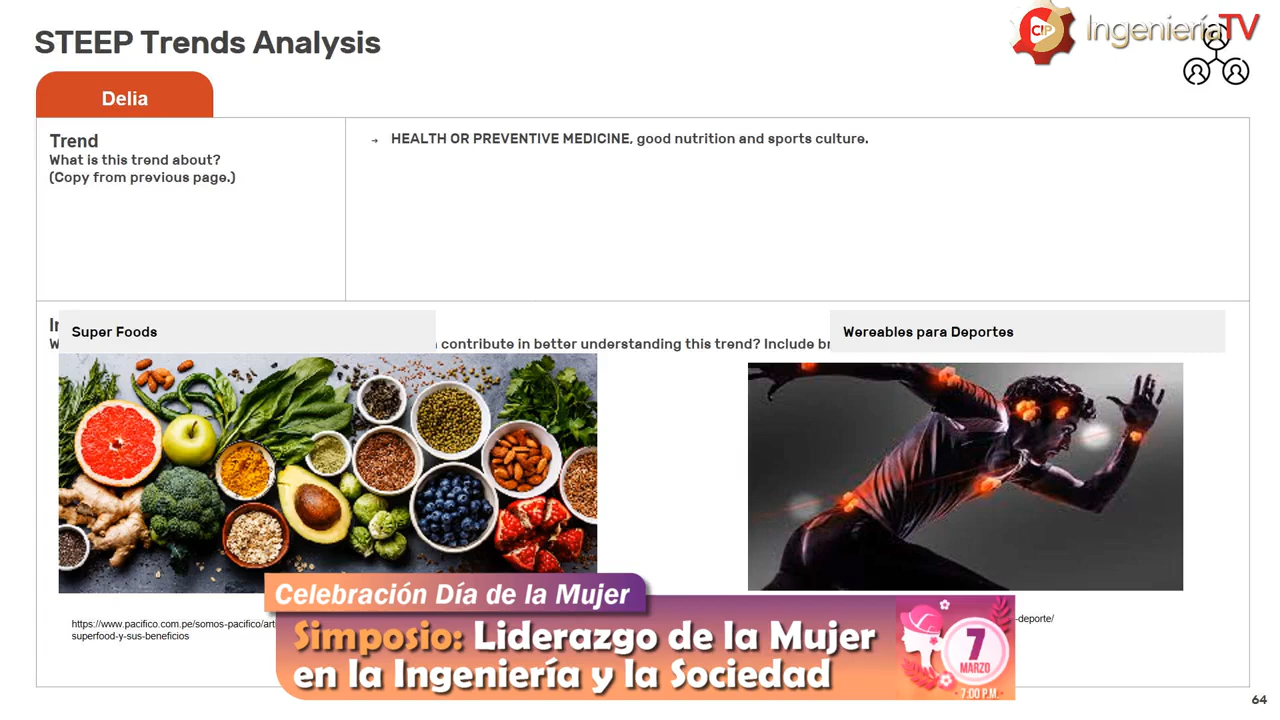 STEEP Trends Analysis
CIP IngenieríaTV
Delia
Trend
What is this trend about?
(Copy from previous page.)
→ HEALTH OR PREVENTIVE MEDICINE, good nutrition and sports culture.
Super Foods
contribute in better understanding this trend? Include
Wereables para Deportes
https://www.pacifico.com.pe/somos-pacifico/
superfood-y-sus-beneficios
-deporte/
Celebración Día de la Mujer
Simposio: Liderazgo de la Mujer
en la Ingeniería y la Sociedad
7
MARZO
- 7:00 P.M. -
64